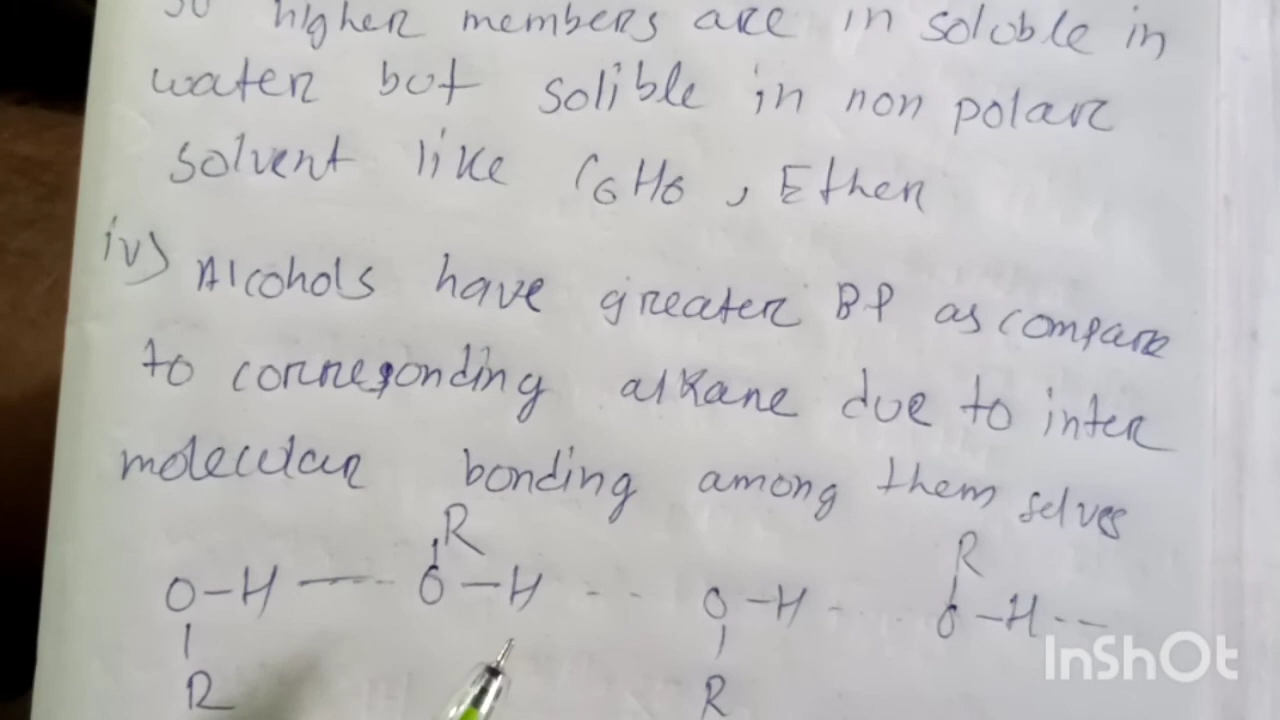 So higher members are in soluble in
water but solible in non polar
solvent like C6H6, Ether
iv) Alcohols have greater BP as compare
to corresponding alkane due to inter
molecular bonding among them selves
R R
O-H --- O-H --- O-H --- O-H---
R R
InShOt